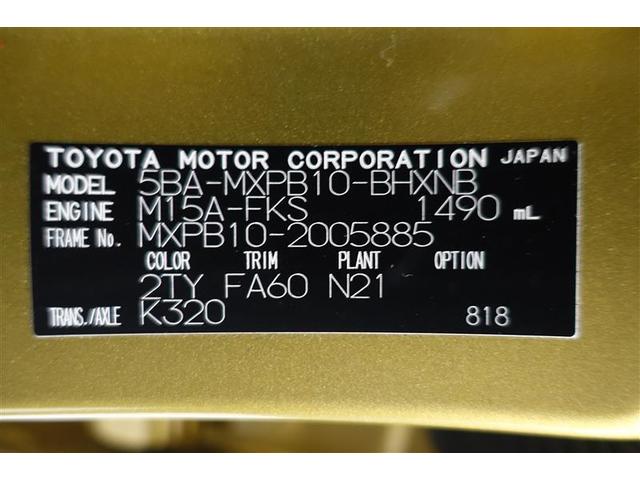 TOYOTA MOTOR CORPORATION JAPAN
MODEL 5BA-MXPB10-BHXNB
ENGINE M15A-FKS 1490 mL
FRAME No. MXPB10-2005885
COLOR TRIM PLANT OPTION
2TY FA60 N21
TRANS./AXLE K320 818